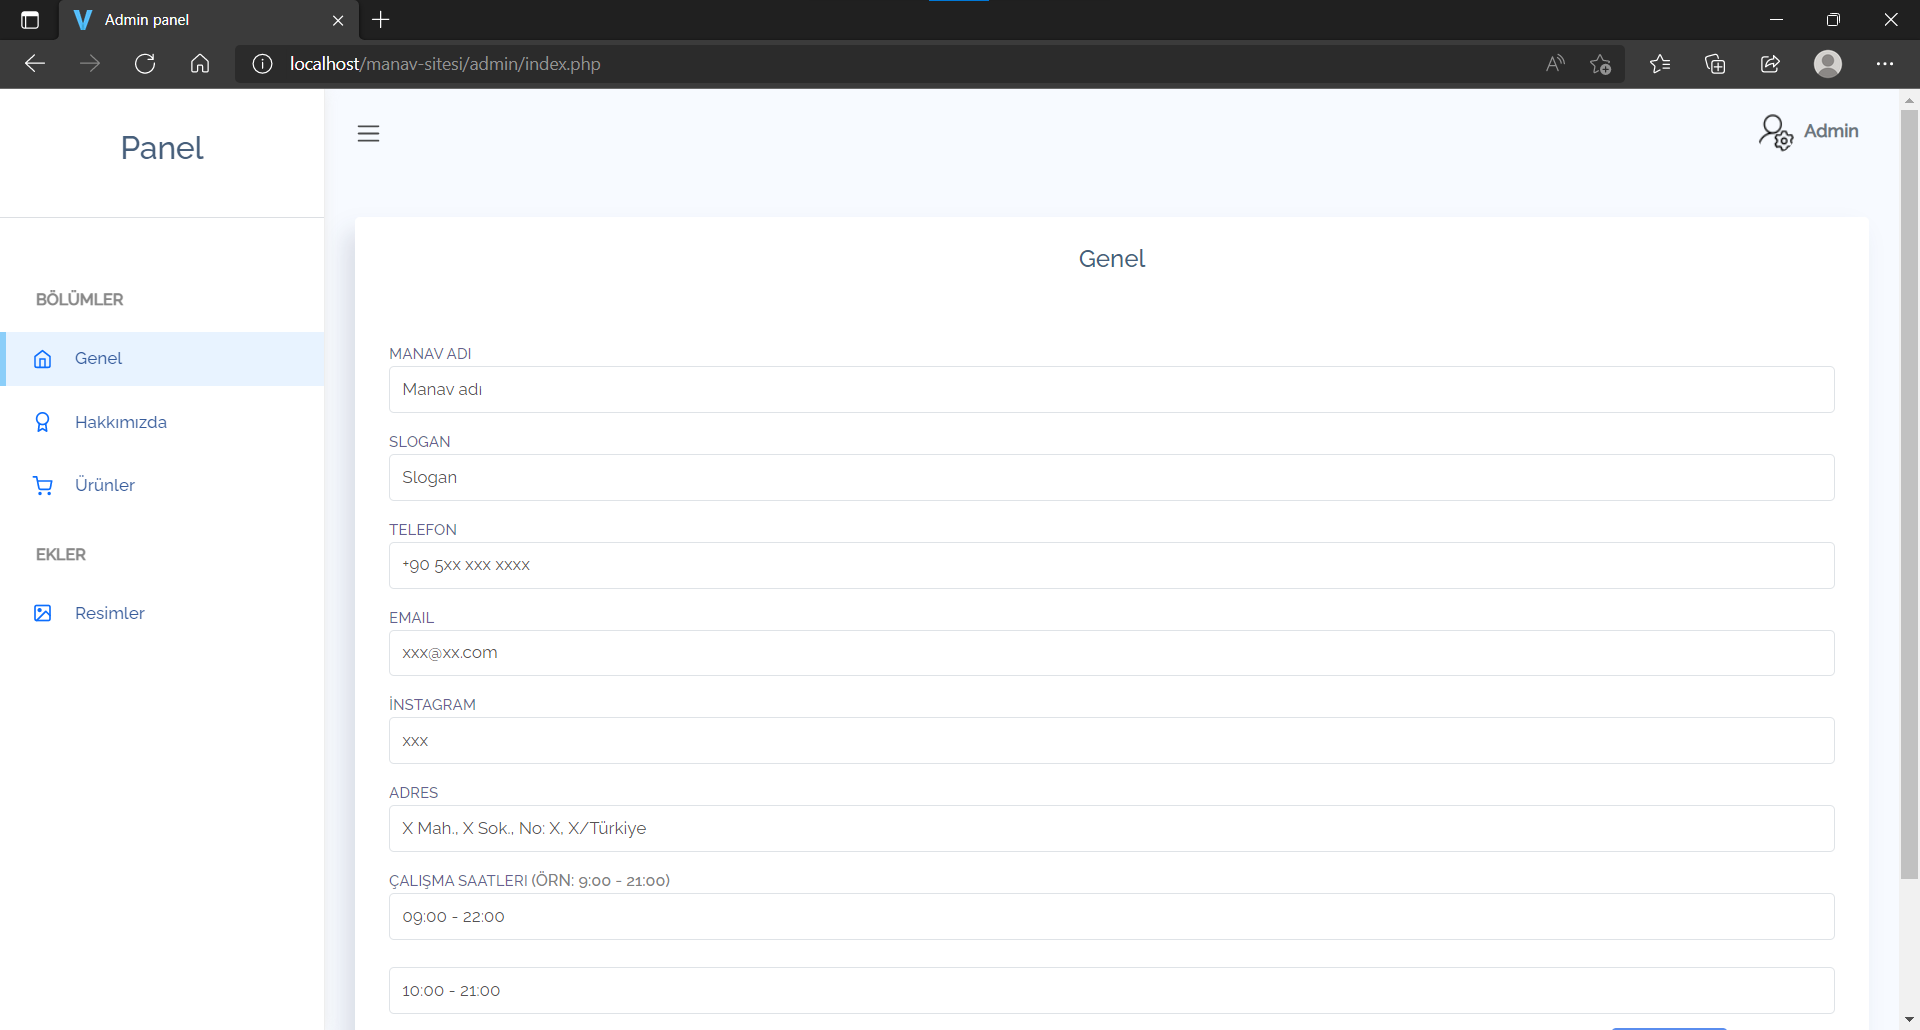 Admin panel
localhost/manav-sitesi/admin/index.php
Panel
Admin
BÖLÜMLER
Genel
Hakkımızda
Ürünler
EKLER
Resimler
Genel
MANAV ADI
Manav adı
SLOGAN
Slogan
TELEFON
+90 5xx xxx xxxx
EMAIL
xxx@xx.com
İNSTAGRAM
xxx
ADRES
X Mah., X Sok., No: X, X/Türkiye
ÇALIŞMA SAATLERI (ÖRN: 9:00 - 21:00)
09:00 - 22:00
10:00 - 21:00